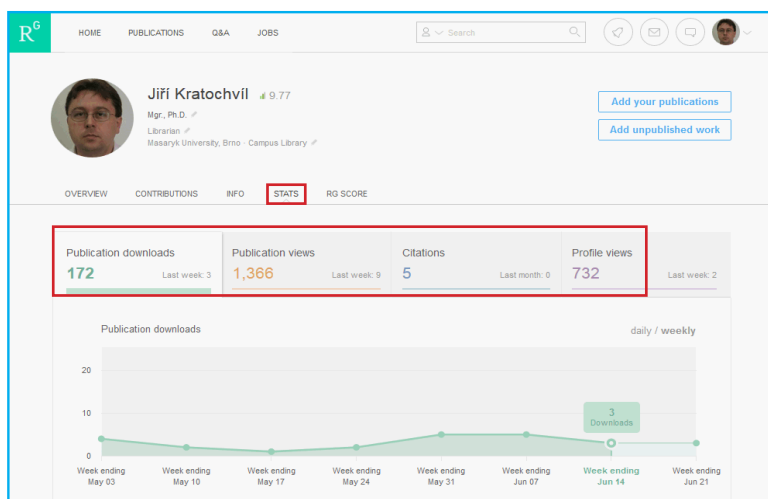 RG
HOME PUBLICATIONS Q&A JOBS Search
Jiří Kratochvíl 9.77
Mgr., Ph.D.
Librarian
Masaryk University, Brno · Campus Library
Add your publications
Add unpublished work
OVERVIEW CONTRIBUTIONS INFO STATS RG SCORE
Publication downloads Publication views Citations Profile views
172 Last week: 3 1,366 Last week: 9 5 Last month: 0 732 Last week: 2
Publication downloads daily / weekly
20
10
0
3
Downloads
Week ending Week ending Week ending Week ending Week ending Week ending Week ending Week ending
May 03 May 10 May 17 May 24 May 31 Jun 07 Jun 14 Jun 21